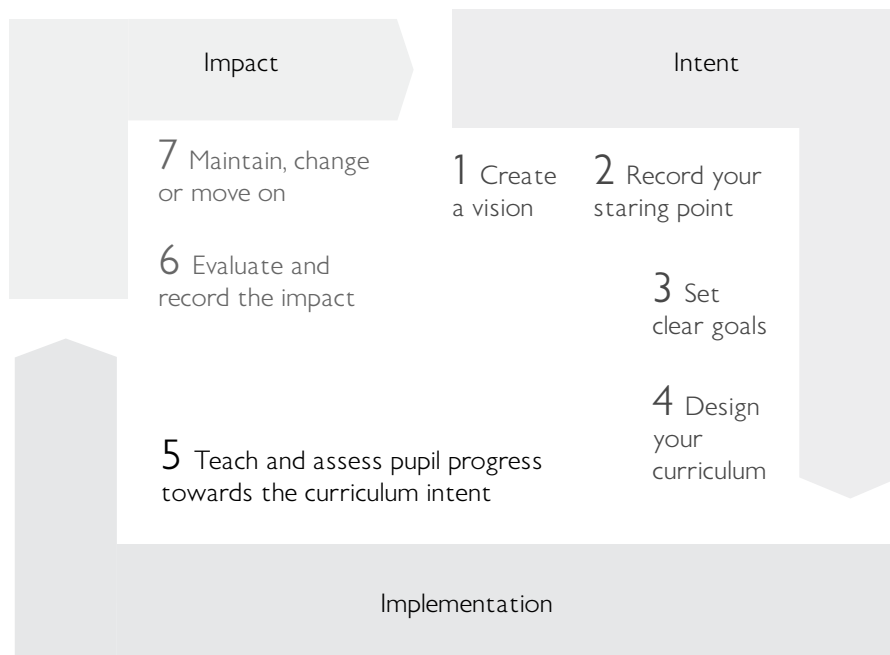 Impact
Intent
7 Maintain, change
or move on
1 Create
a vision
2 Record your
staring point
6 Evaluate and
record the impact
3 Set
clear goals
4 Design
your
curriculum
5 Teach and assess pupil progress
towards the curriculum intent
Implementation